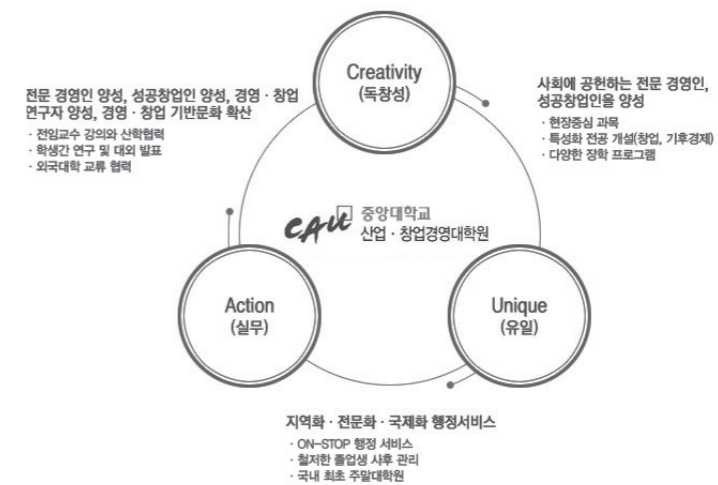 Creativity
(독창성)
전문 경영인 양성, 성공창업인 양성, 경영 · 창업
연구자 양성, 경영 · 창업 기반문화 확산
· 전임교수 강의와 산학협력
· 학생간 연구 및 대외 발표
· 외국대학 교류 협력
사회에 공헌하는 전문 경영인,
성공창업인을 양성
· 현장중심 과목
· 특성화 전공 개설(창업, 기후경제)
· 다양한 장학 프로그램
CAU 중앙대학교
산업 · 창업경영대학원
Action
(실무)
Unique
(유일)
지역화 · 전문화 · 국제화 행정서비스
· ON-STOP 행정 서비스
· 철저한 졸업생 사후 관리
· 국내 최초 주말대학원